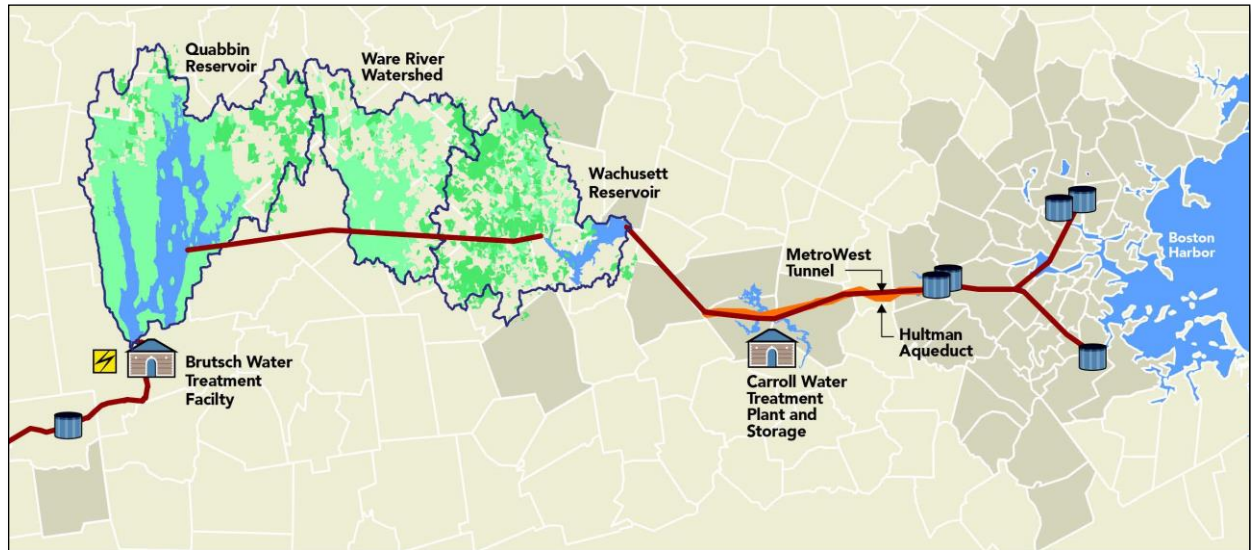 Quabbin
Reservoir
Ware River
Watershed
Wachusett
Reservoir
MetroWest
Tunnel
Boston
Harbor
Hultman
Aqueduct
Brutsch Water
Treatment
Facilty
Carroll Water
Treatment
Plant and
Storage